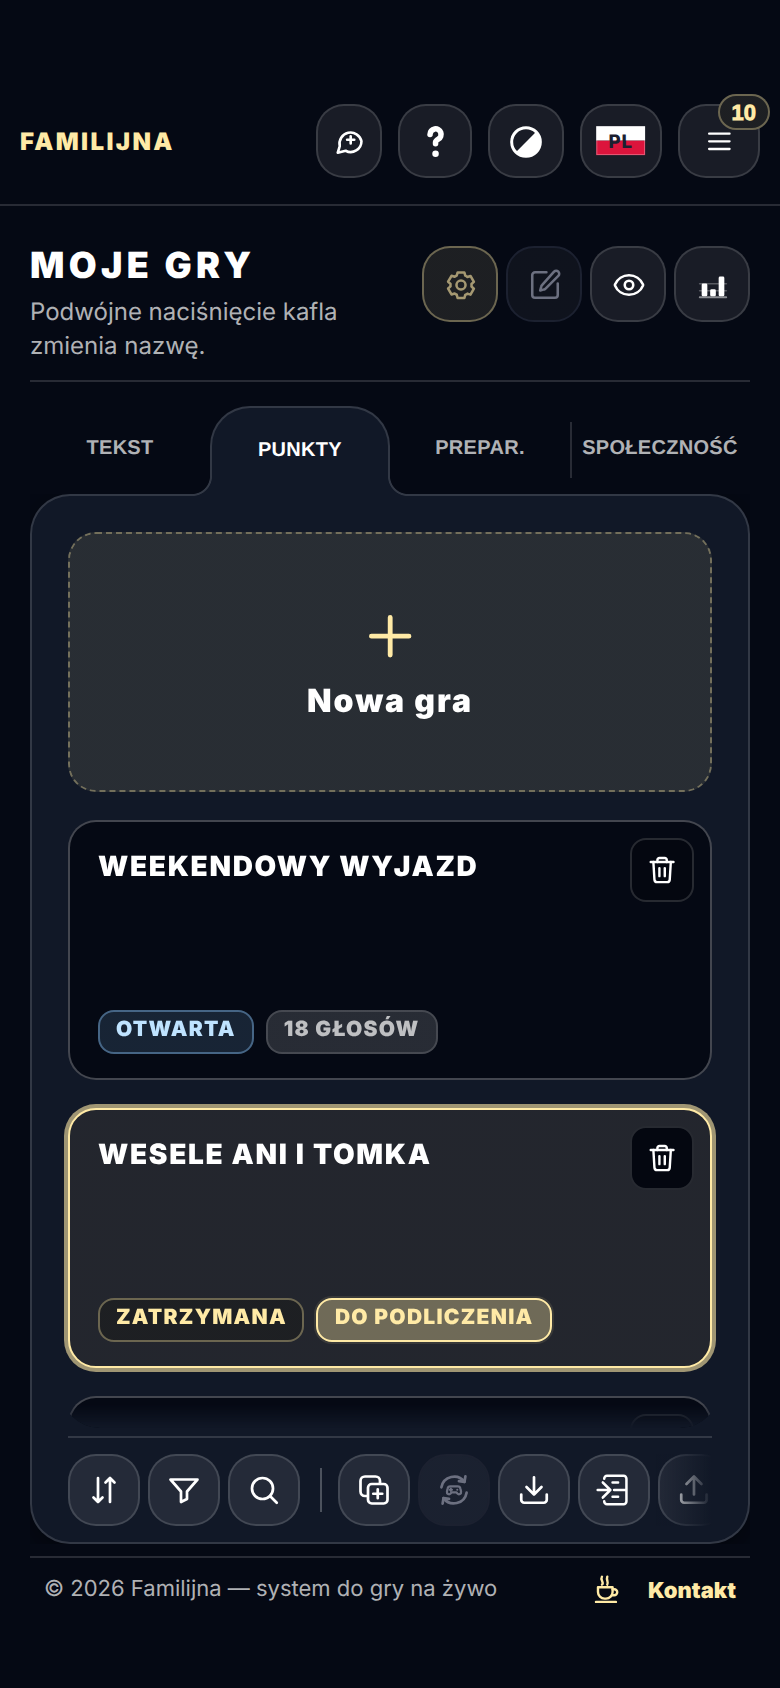 FAMILIJNA
PL
10
MOJE GRY
Podwójne naciśnięcie kafla
zmienia nazwę.
TEKST
PUNKTY
PREPAR.
SPOŁECZNOŚĆ
Nowa gra
WEEKENDOWY WYJAZD
OTWARTA
18 GŁOSÓW
WESELE ANI I TOMKA
ZATRZYMANA
DO PODLICZENIA
© 2026 Familijna — system do gry na żywo
Kontakt